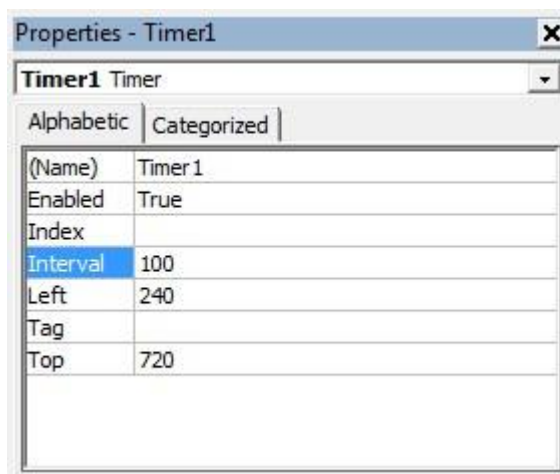 Properties - Timer1
Timer1 Timer
Alphabetic Categorized
(Name) Timer1
Enabled True
Index
Interval 100
Left 240
Tag
Top 720